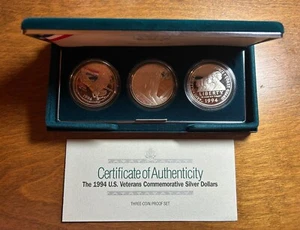 LIBERTY
1994
Certificate of Authenticity
The 1994 U.S. Veterans Commemorative Silver Dollars
THREE-COIN PROOF SET